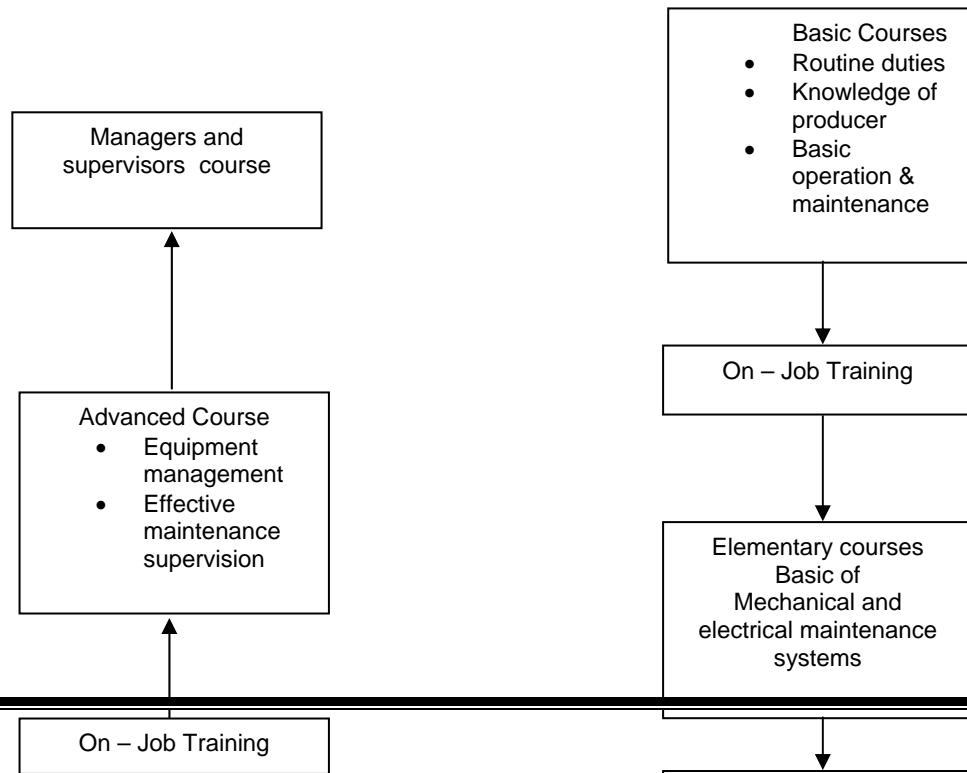 Managers and
supervisors course
Advanced Course
• Equipment
management
• Effective
maintenance
supervision
On – Job Training
Basic Courses
• Routine duties
• Knowledge of
producer
• Basic
operation &
maintenance
On – Job Training
Elementary courses
Basic of
Mechanical and
electrical maintenance
systems